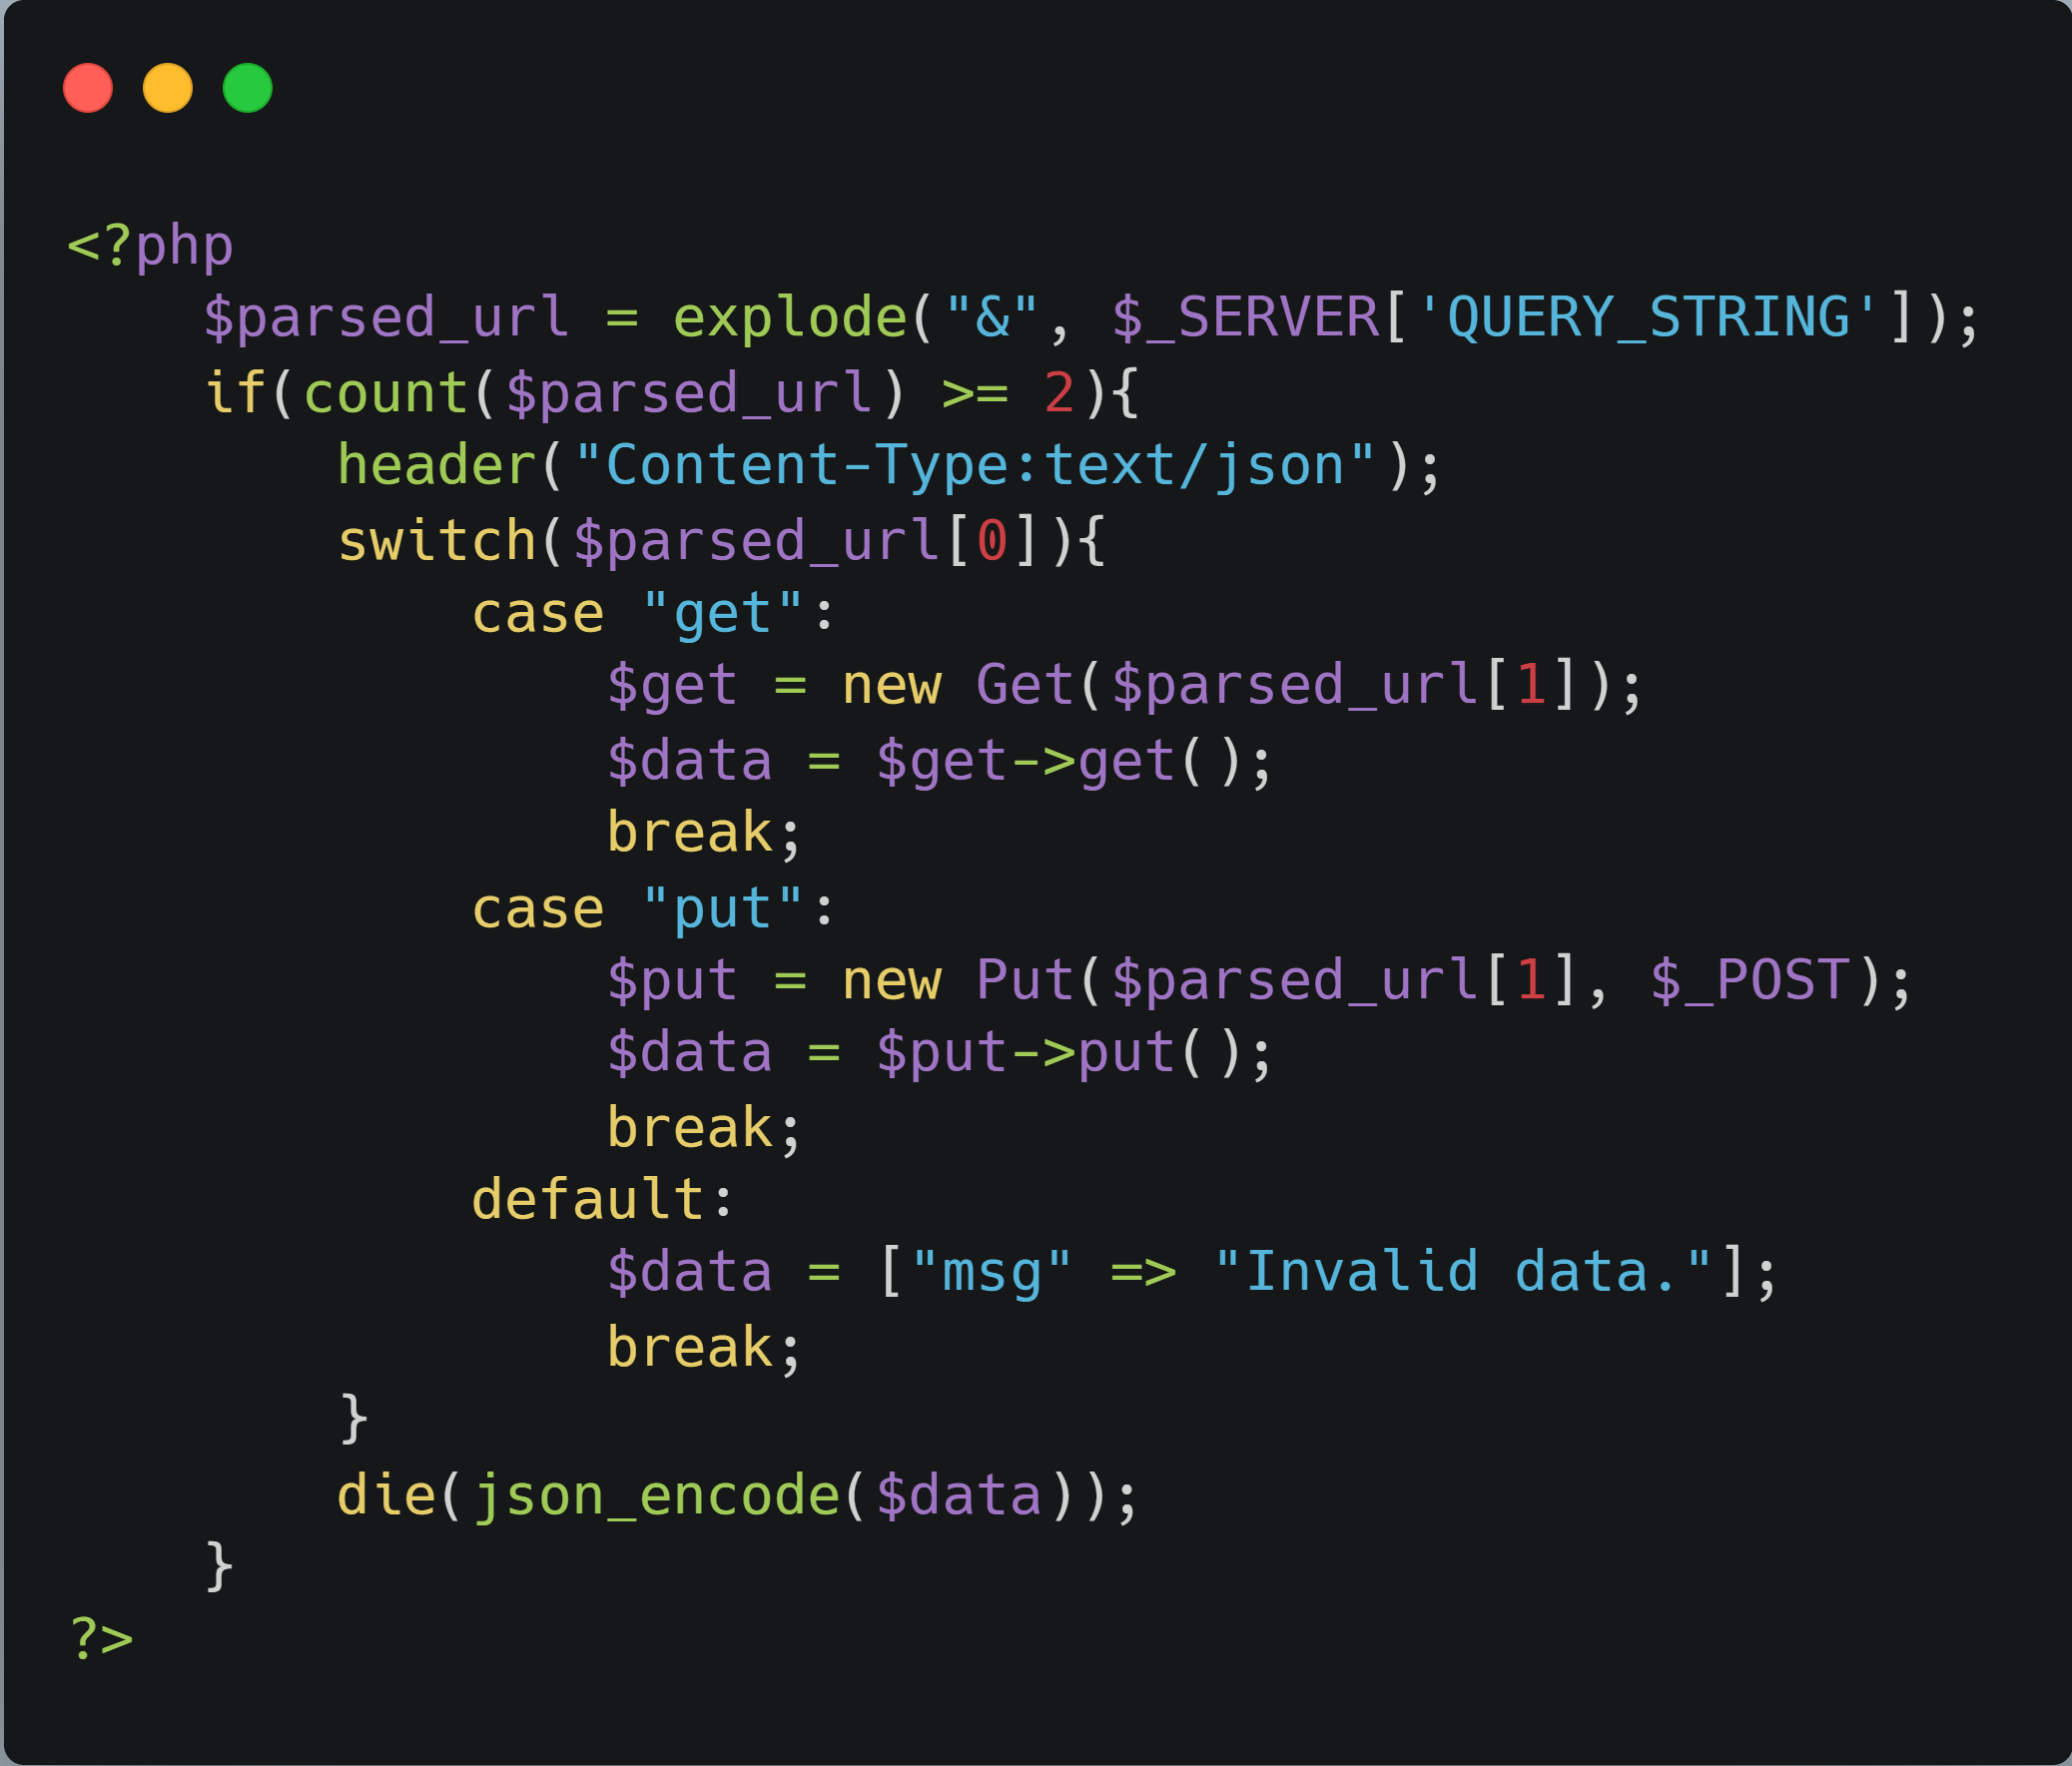 <?php
    $parsed_url = explode("&", $_SERVER['QUERY_STRING']);
    if(count($parsed_url) >= 2){
        header("Content-Type:text/json");
        switch($parsed_url[0]){
            case "get":
                $get = new Get($parsed_url[1]);
                $data = $get->get();
                break;
            case "put":
                $put = new Put($parsed_url[1], $_POST);
                $data = $put->put();
                break;
            default:
                $data = ["msg" => "Invalid data."];
                break;
        }
        die(json_encode($data));
    }
?>